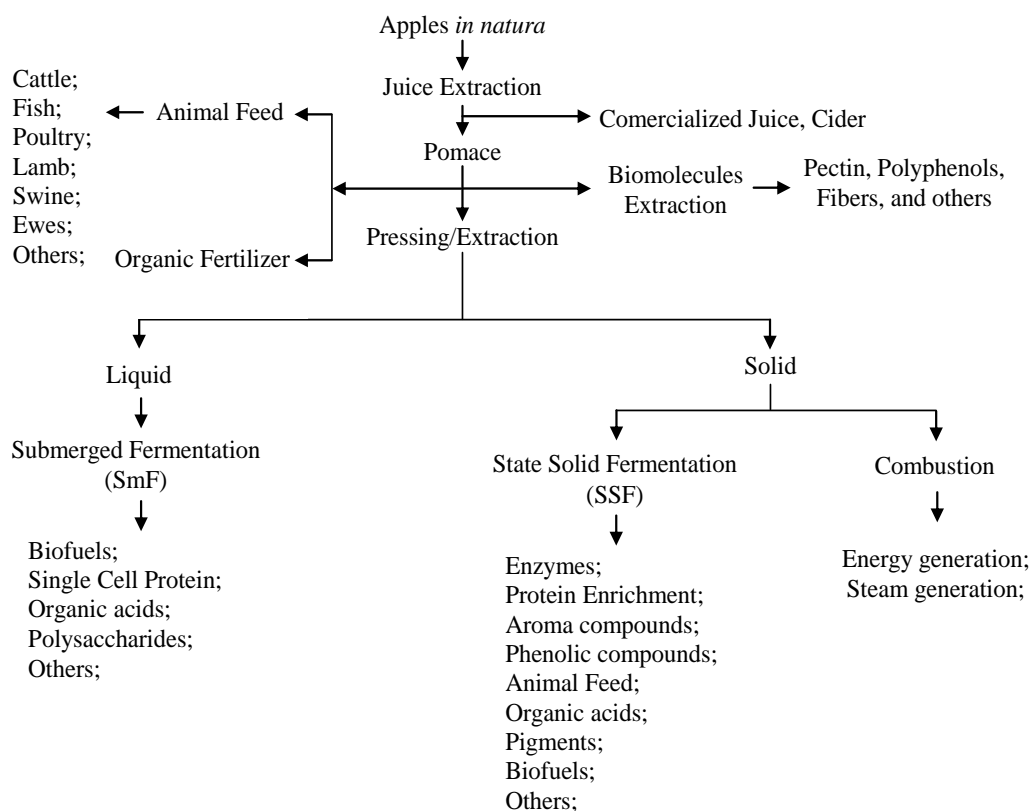 Apples in natura
Juice Extraction
Comercialized Juice, Cider
Pomace
Cattle;
Fish;
Poultry;
Lamb;
Swine;
Ewes;
Others;
Animal Feed
Organic Fertilizer
Biomolecules
Extraction
Pectin, Polyphenols,
Fibers, and others
Pressing/Extraction
Liquid
Submerged Fermentation
(SmF)
Biofuels;
Single Cell Protein;
Organic acids;
Polysaccharides;
Others;
Solid
State Solid Fermentation
(SSF)
Enzymes;
Protein Enrichment;
Aroma compounds;
Phenolic compounds;
Animal Feed;
Organic acids;
Pigments;
Biofuels;
Others;
Combustion
Energy generation;
Steam generation;